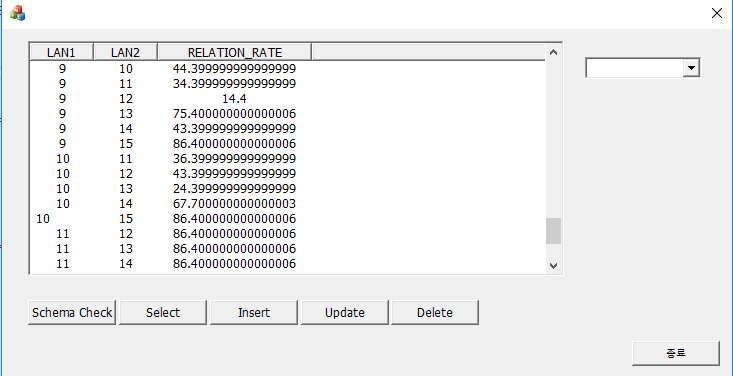 LAN1 LAN2 RELATION_RATE
9 10 44.399999999999999
9 11 34.399999999999999
9 12 14.4
9 13 75.400000000000006
9 14 43.399999999999999
9 15 86.400000000000006
10 11 36.399999999999999
10 12 43.399999999999999
10 13 24.399999999999999
10 14 67.700000000000003
10 15 86.400000000000006
11 12 86.400000000000006
11 13 86.400000000000006
11 14 86.400000000000006
Schema Check Select Insert Update Delete
종료